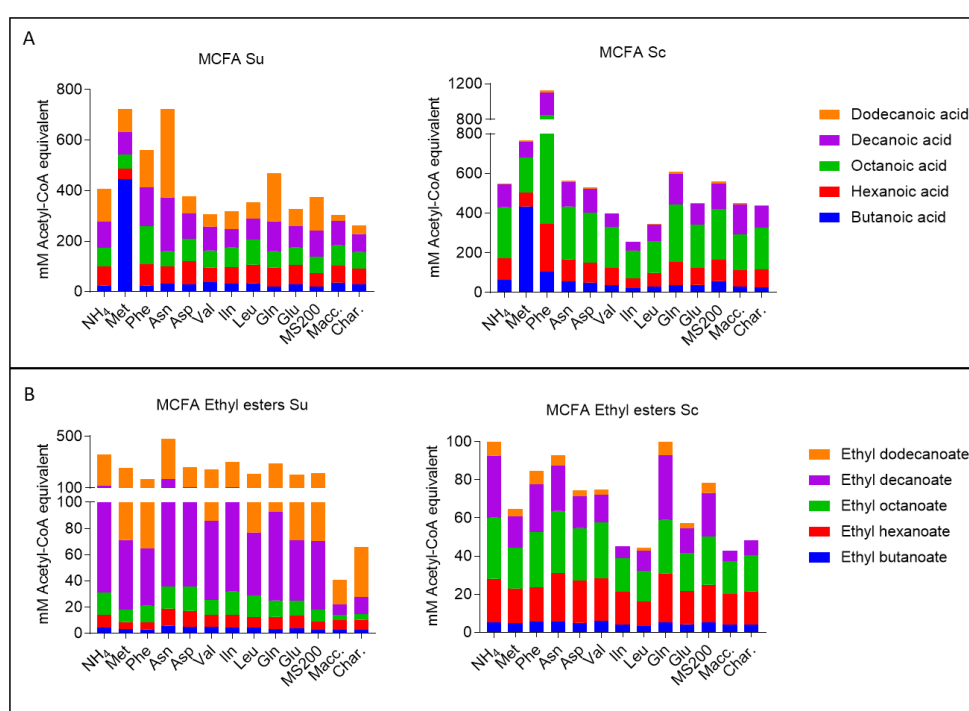 A
MCFA Su
MCFA Sc
mM Acetyl-CoA equivalent
800
600
400
200
0
NH4 Met Phe Asn Asp Val Iln Leu Gln Glu MS200 Macc. Char.
mM Acetyl-CoA equivalent
1200
800
800
600
400
200
0
NH4 Met Phe Asn Asp Val Iln Leu Gln Glu MS200 Macc. Char.
Dodecanoic acid
Decanoic acid
Octanoic acid
Hexanoic acid
Butanoic acid
B
MCFA Ethyl esters Su
MCFA Ethyl esters Sc
mM Acetyl-CoA equivalent
500
100
100
80
60
40
20
0
NH4 Met Phe Asn Asp Val Iln Leu Gln Glu MS200 Macc. Char.
mM Acetyl-CoA equivalent
100
80
60
40
20
0
NH4 Met Phe Asn Asp Val Iln Leu Gln Glu MS200 Macc. Char.
Ethyl dodecanoate
Ethyl decanoate
Ethyl octanoate
Ethyl hexanoate
Ethyl butanoate